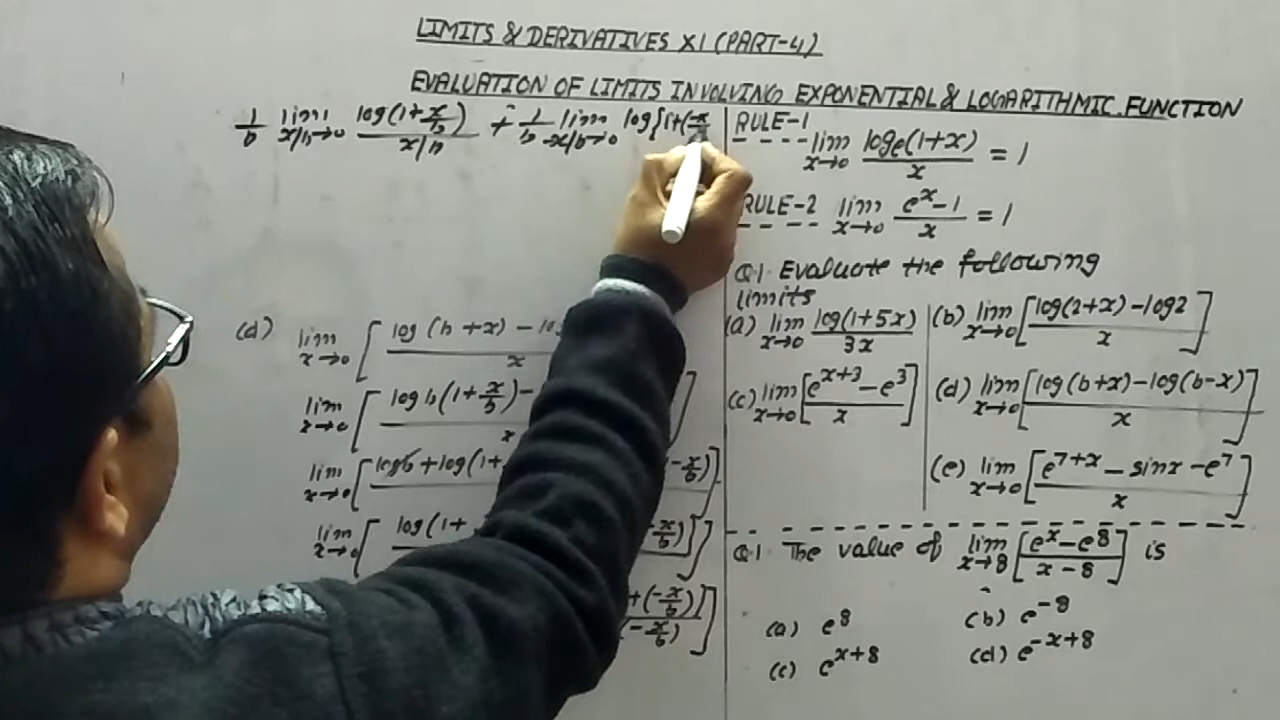 LIMITS & DERIVATIVES XI (PART-4)
EVALUATION OF LIMITS INVOLVING EXPONENTIAL & LOGARITHMIC FUNCTION
1/b lim x/b→0 log(1+x/b) / x/b + 1/b lim -x/b→0 log{1+(-x/b
(d) lim x→0 [ log (b+x) - lo
x
lim x→0 [ log b(1+x/b) -
x ]
lim x→0 [ log b + log(1+ -x/b)]
lim x→0 [ log(1+ -x/b)]]
+(-x/b)]
(-x/b) ]
RULE-1
lim x→0 loge(1+x) / x = 1
RULE-2 lim x→0 e^x - 1 / x = 1
Q.1 Evaluate the following
limits
(a) lim x→0 log(1+5x) / 3x
(b) lim x→0 [ log(2+x) - log2 / x ]
(c) lim x→0 [ e^x+3 - e^3 / x ]
(d) lim x→0 [ log(b+x) - log(b-x) / x ]
(e) lim x→0 [ e^7+x - sinx - e^7 / x ]
Q.1 The value of lim x→8 [ e^x - e^8 / x-8 ] is
(a) e^8
(b) e^-8
(c) e^x+8
(d) e^-x+8